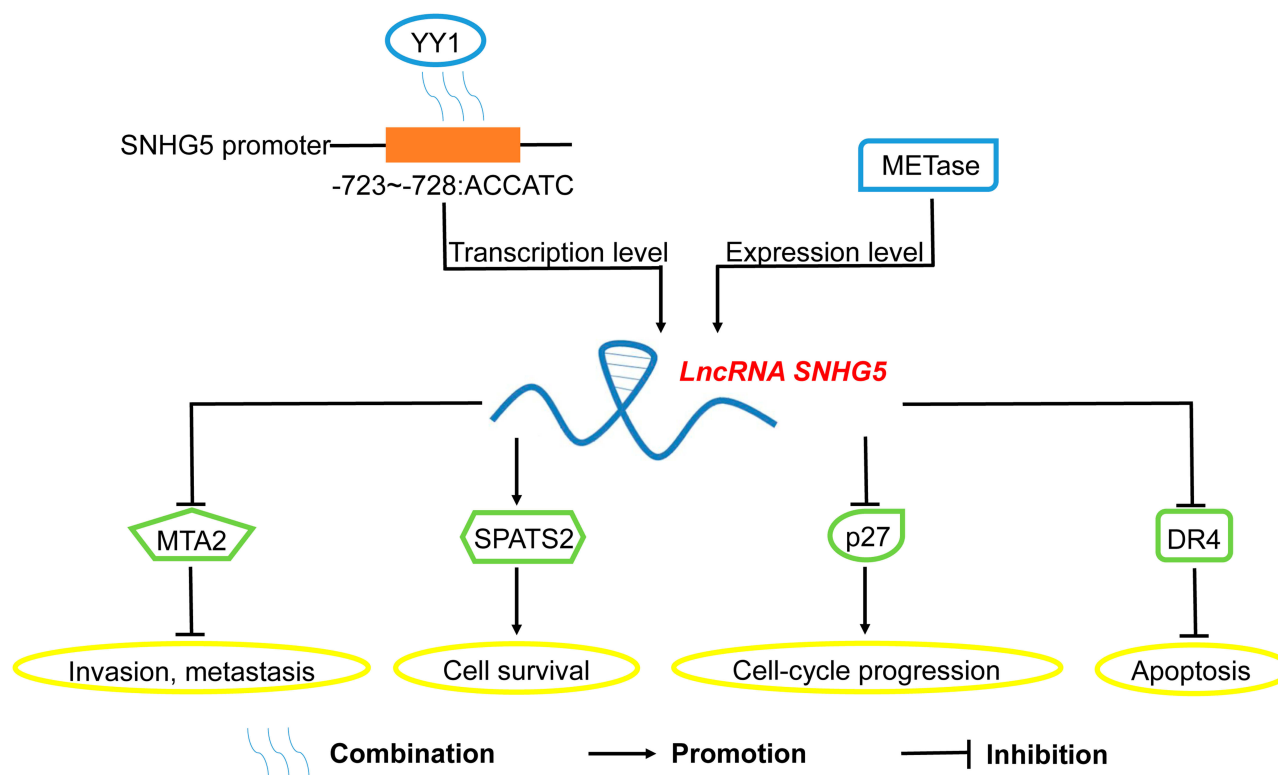 YY1
SNHG5 promoter
-723~-728:ACCATC
METase
Transcription level
Expression level
LncRNA SNHG5
MTA2
SPATS2
p27
DR4
Invasion, metastasis
Cell survival
Cell-cycle progression
Apoptosis
Combination
Promotion
Inhibition